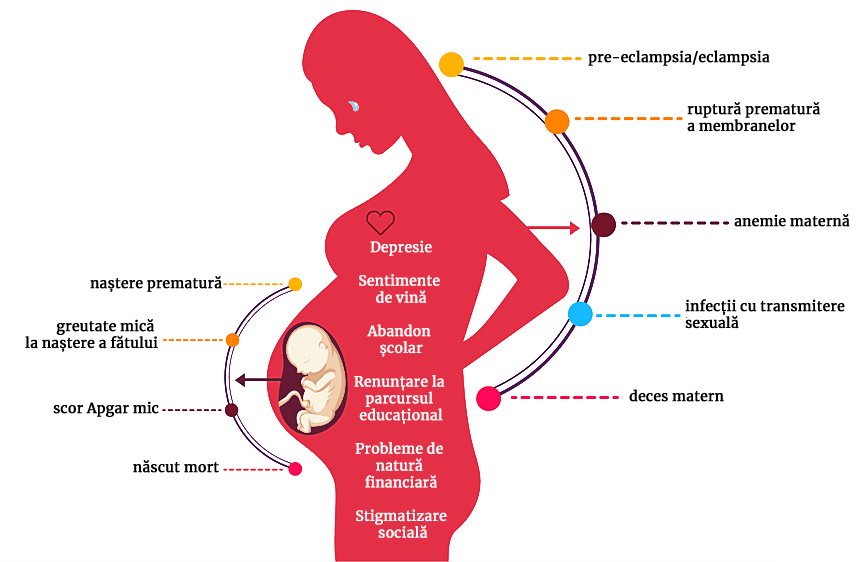 pre-eclampsia/eclampsia
ruptură prematură
a membranelor
anemie maternă
infecții cu transmitere
sexuală
deces matern
Depresie
Sentimente
de vină
Abandon
școlar
Renunțare la
parcursul
educațional
Probleme de
natură
financiară
Stigmatizare
socială
naștere prematură
greutate mică
la naștere a fătului
scor Apgar mic
născut mort